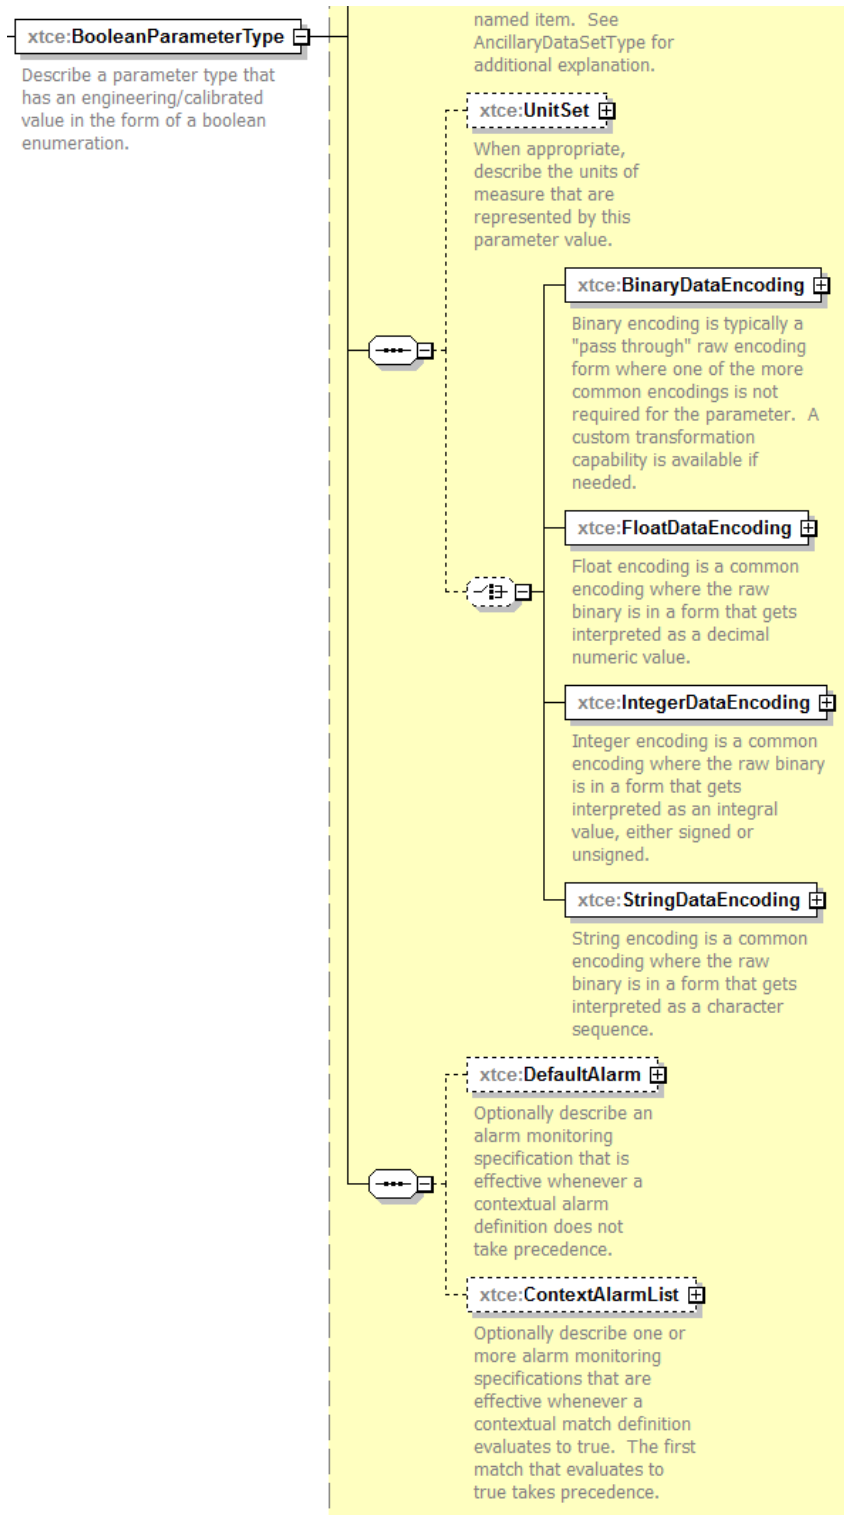 xtce:BooleanParameterType
Describe a parameter type that
has an engineering/calibrated
value in the form of a boolean
enumeration.
named item.  See
AncillaryDataSetType for
additional explanation.
xtce:UnitSet
When appropriate,
describe the units of
measure that are
represented by this
parameter value.
xtce:BinaryDataEncoding
Binary encoding is typically a
"pass through" raw encoding
form where one of the more
common encodings is not
required for the parameter.  A
custom transformation
capability is available if
needed.
xtce:FloatDataEncoding
Float encoding is a common
encoding where the raw
binary is in a form that gets
interpreted as a decimal
numeric value.
xtce:IntegerDataEncoding
Integer encoding is a common
encoding where the raw binary
is in a form that gets
interpreted as an integral
value, either signed or
unsigned.
xtce:StringDataEncoding
String encoding is a common
encoding where the raw
binary is in a form that gets
interpreted as a character
sequence.
xtce:DefaultAlarm
Optionally describe an
alarm monitoring
specification that is
effective whenever a
contextual alarm
definition does not
take precedence.
xtce:ContextAlarmList
Optionally describe one or
more alarm monitoring
specifications that are
effective whenever a
contextual match definition
evaluates to true.  The first
match that evaluates to
true takes precedence.